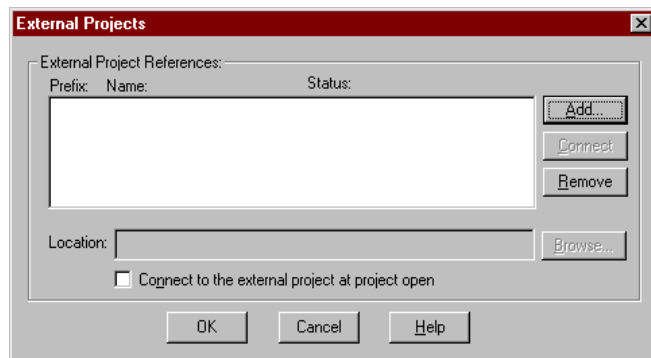 External Projects
External Project References:
Prefix: Name: Status:
Add...
Connect
Remove
Location: Browse...
Connect to the external project at project open
OK Cancel Help